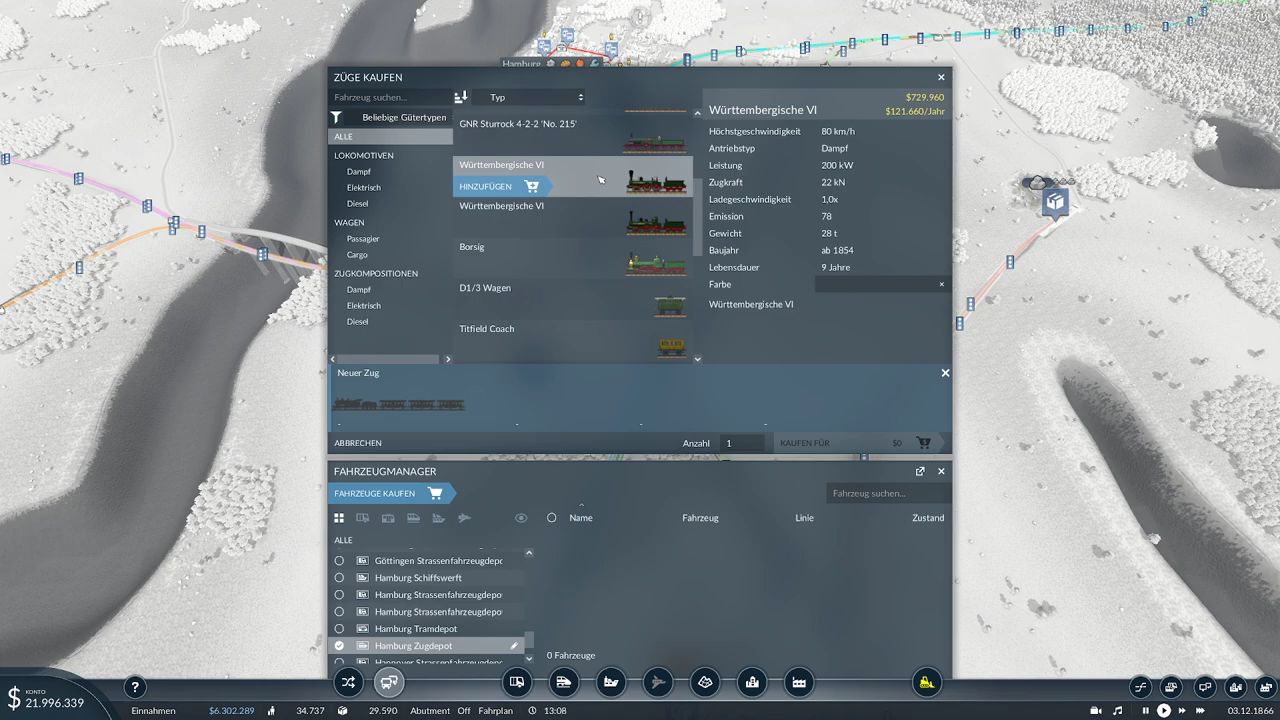 Hamburg
ZÜGE KAUFEN
Fahrzeug suchen...
Typ
Beliebige Gütertypen
ALLE
LOKOMOTIVEN
Dampf
Elektrisch
Diesel
WAGEN
Passagier
Cargo
ZUGKOMPOSITIONEN
Dampf
Elektrisch
Diesel
GNR Sturrock 4-2-2 'No. 215'
Württembergische VI
HINZUFÜGEN
Württembergische VI
Borsig
D1/3 Wagen
Titfield Coach
$729.960
Württembergische VI
$121.660/Jahr
Höchstgeschwindigkeit 80 km/h
Antriebstyp Dampf
Leistung 200 kW
Zugkraft 22 kN
Ladegeschwindigkeit 1,0x
Emission 78
Gewicht 28 t
Baujahr ab 1854
Lebensdauer 9 Jahre
Farbe
Württembergische VI
Neuer Zug
- - - -
ABBRECHEN
Anzahl 1
KAUFEN FÜR $0
FAHRZEUGMANAGER
FAHRZEUGE KAUFEN
Fahrzeug suchen...
Name Fahrzeug Linie Zustand
ALLE
Göttingen Strassenfahrzeugdepo
Hamburg Schiffswerft
Hamburg Strassenfahrzeugdepo
Hamburg Strassenfahrzeugdepo
Hamburg Tramdepot
Hamburg Zugdepot
Hannover Strassenfahrzeugdepo
0 Fahrzeuge
$ KONTO
21.996.339
?
Einnahmen $6.302.289 34.737 29.590 Abutment Off Fahrplan 13:08
03.12.1866